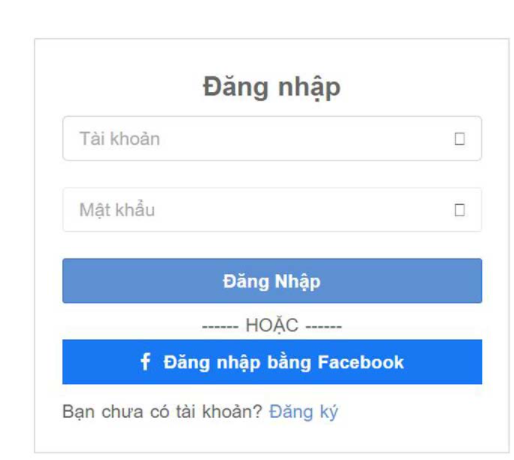 Đăng nhập
Tài khoản
Mật khẩu
Đăng Nhập
------ HOẶC ------
Đăng nhập bằng Facebook
Bạn chưa có tài khoản? Đăng ký